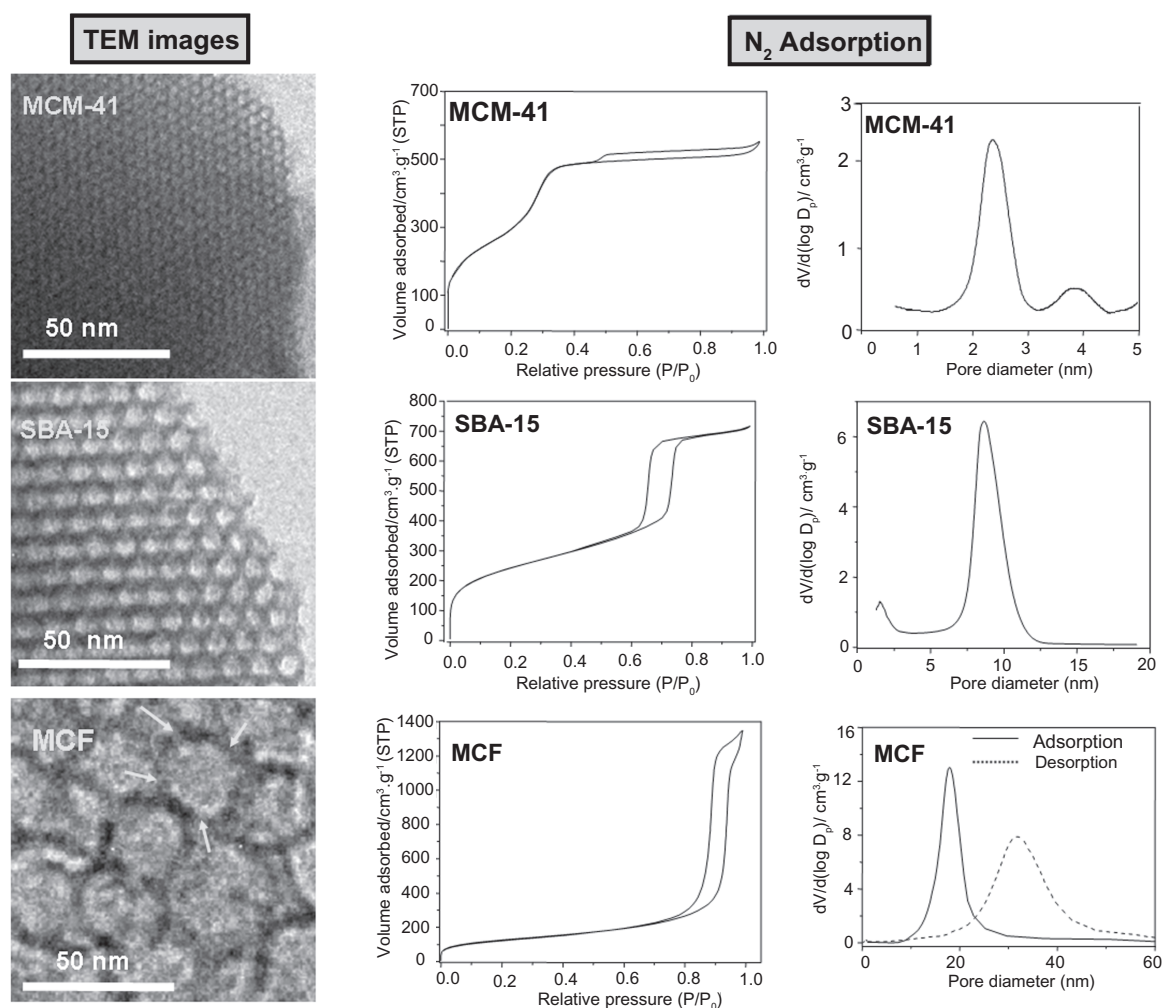 TEM images
N₂ Adsorption
MCM-41
50 nm
Volume adsorbed/cm³.g⁻¹ (STP)
700
500
300
100
0
MCM-41
0.0 0.2 0.4 0.6 0.8 1.0
Relative pressure (P/P₀)
dV/d(log Dₚ)/ cm³.g⁻¹
3
2
1
0
MCM-41
0 1 2 3 4 5
Pore diameter (nm)
SBA-15
50 nm
Volume adsorbed/cm³.g⁻¹ (STP)
800
700
600
500
400
300
200
100
0
SBA-15
0.0 0.2 0.4 0.6 0.8 1.0
Relative pressure (P/P₀)
dV/d(log Dₚ)/ cm³.g⁻¹
6
4
6
2
0
SBA-15
0 5 10 15 20
Pore diameter (nm)
MCF
50 nm
Volume adsorbed/cm³.g⁻¹ (STP)
1400
1200
1000
800
600
400
200
0
MCF
0.0 0.2 0.4 0.6 0.8 1.0
Relative pressure (P/P₀)
dV/d(log Dₚ)/ cm³.g⁻¹
16
12
8
4
0
MCF
Adsorption
Desorption
0 20 40 30 40 60
Pore diameter (nm)